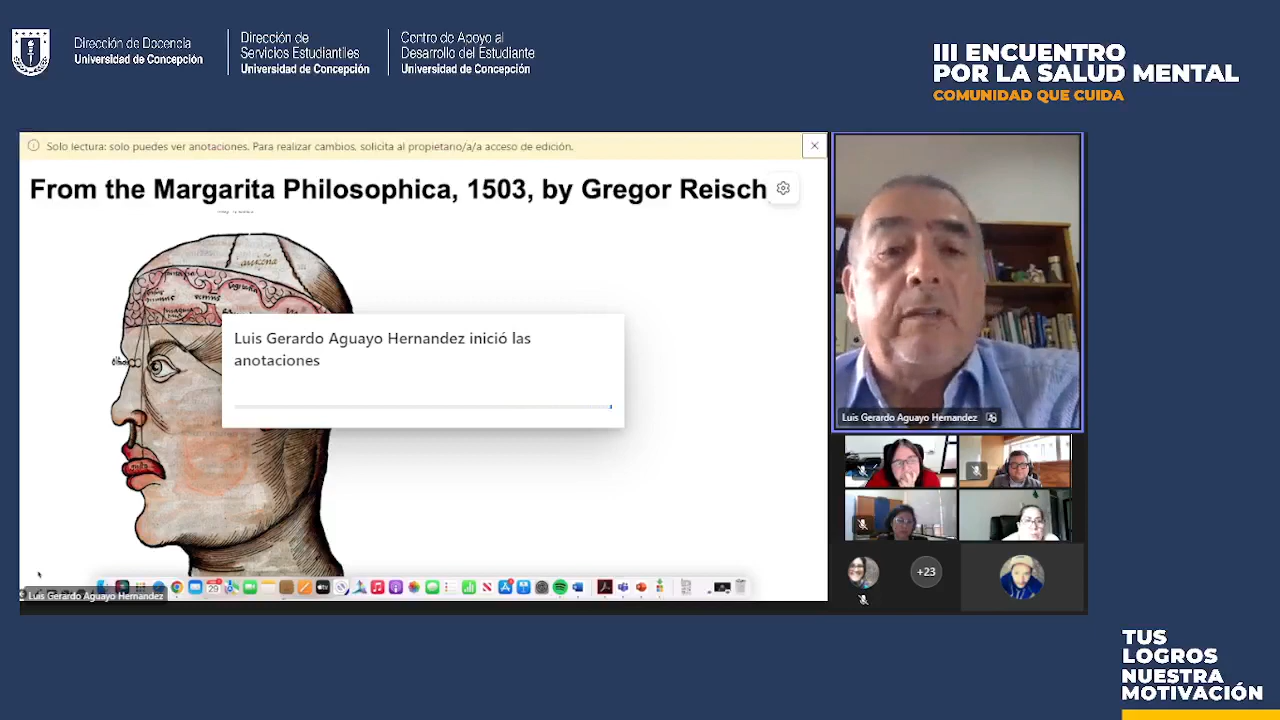 Dirección de Docencia
Universidad de Concepción
Dirección de
Servicios Estudiantiles
Universidad de Concepción
Centro de Apoyo al
Desarrollo del Estudiante
Universidad de Concepción
III ENCUENTRO
POR LA SALUD MENTAL
COMUNIDAD QUE CUIDA
Solo lectura: solo puedes ver anotaciones. Para realizar cambios, solicita al propietario/a/a acceso de edición.
From the Margarita Philosophica, 1503, by Gregor Reisch
Luis Gerardo Aguayo Hernandez inició las
anotaciones
Luis Gerardo Aguayo Hernandez
+23
29
Luis Gerardo Aguayo Hernandez
TUS
LOGROS
NUESTRA
MOTIVACIÓN